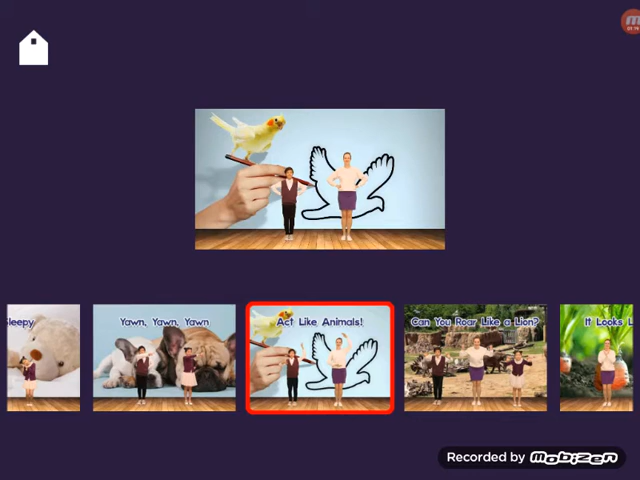 Sleepy
Yawn, Yawn, Yawn
Act Like Animals!
Can You Roar Like a Lion?
It Looks L
Recorded by Mobizen